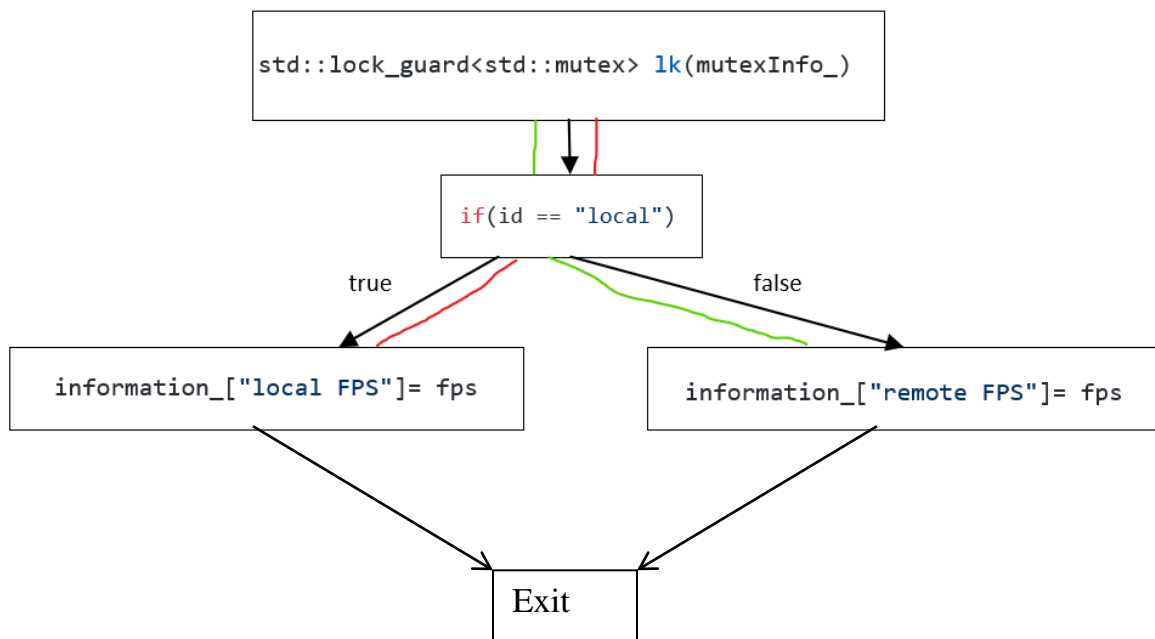 std::lock_guard<std::mutex> lk(mutexInfo_)
if(id == "local")
true
false
information_["local FPS"]= fps
information_["remote FPS"]= fps
Exit